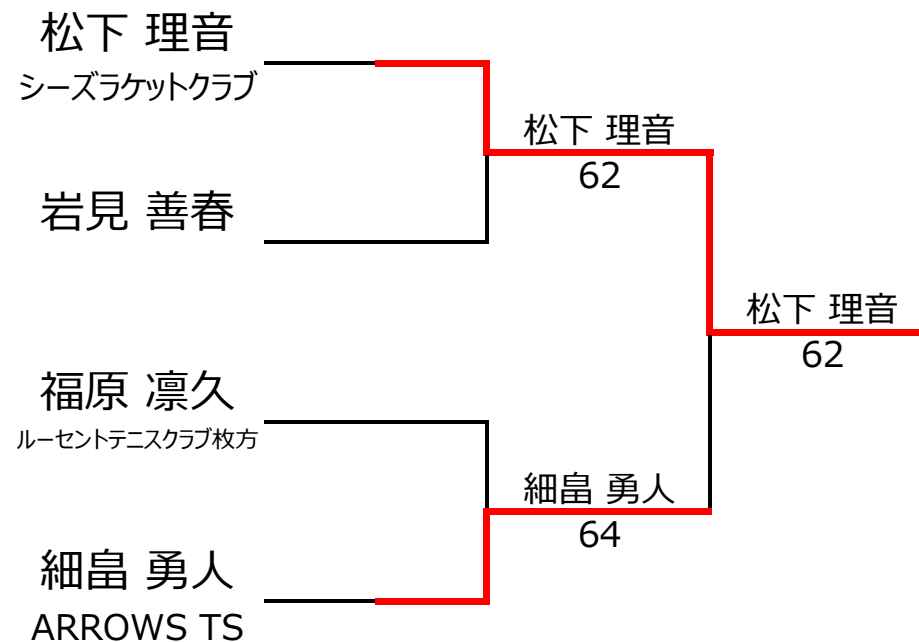 松下 理音
シーズラケットクラブ
岩見 善春
福原 凛久
ルーセントテニスクラブ枚方
細畠 勇人
ARROWS TS
松下 理音
62
細畠 勇人
64
松下 理音
62